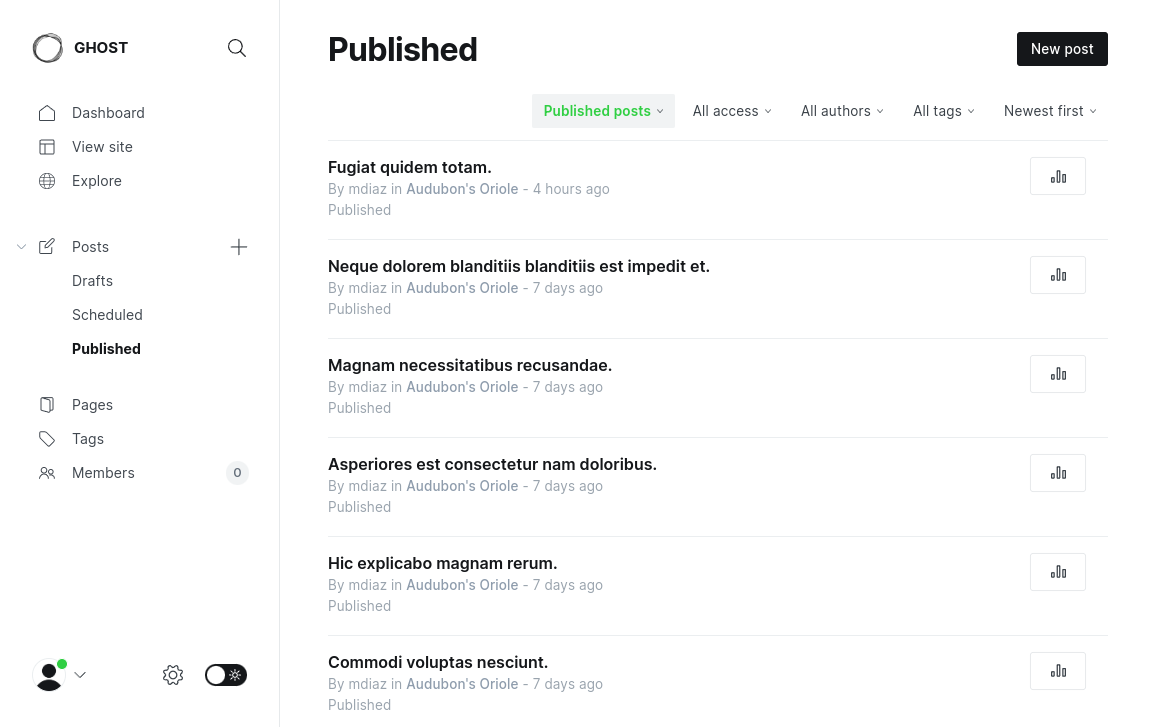 GHOST
Dashboard
View site
Explore
Posts
Drafts
Scheduled
Published
Pages
Tags
Members 0
Published
New post
Published posts All access All authors All tags Newest first
Fugiat quidem totam.
By mdiaz in Audubon's Oriole - 4 hours ago
Published
Neque dolorem blanditiis blanditiis est impedit et.
By mdiaz in Audubon's Oriole - 7 days ago
Published
Magnam necessitatibus recusandae.
By mdiaz in Audubon's Oriole - 7 days ago
Published
Asperiores est consectetur nam doloribus.
By mdiaz in Audubon's Oriole - 7 days ago
Published
Hic explicabo magnam rerum.
By mdiaz in Audubon's Oriole - 7 days ago
Published
Commodi voluptas nesciunt.
By mdiaz in Audubon's Oriole - 7 days ago
Published